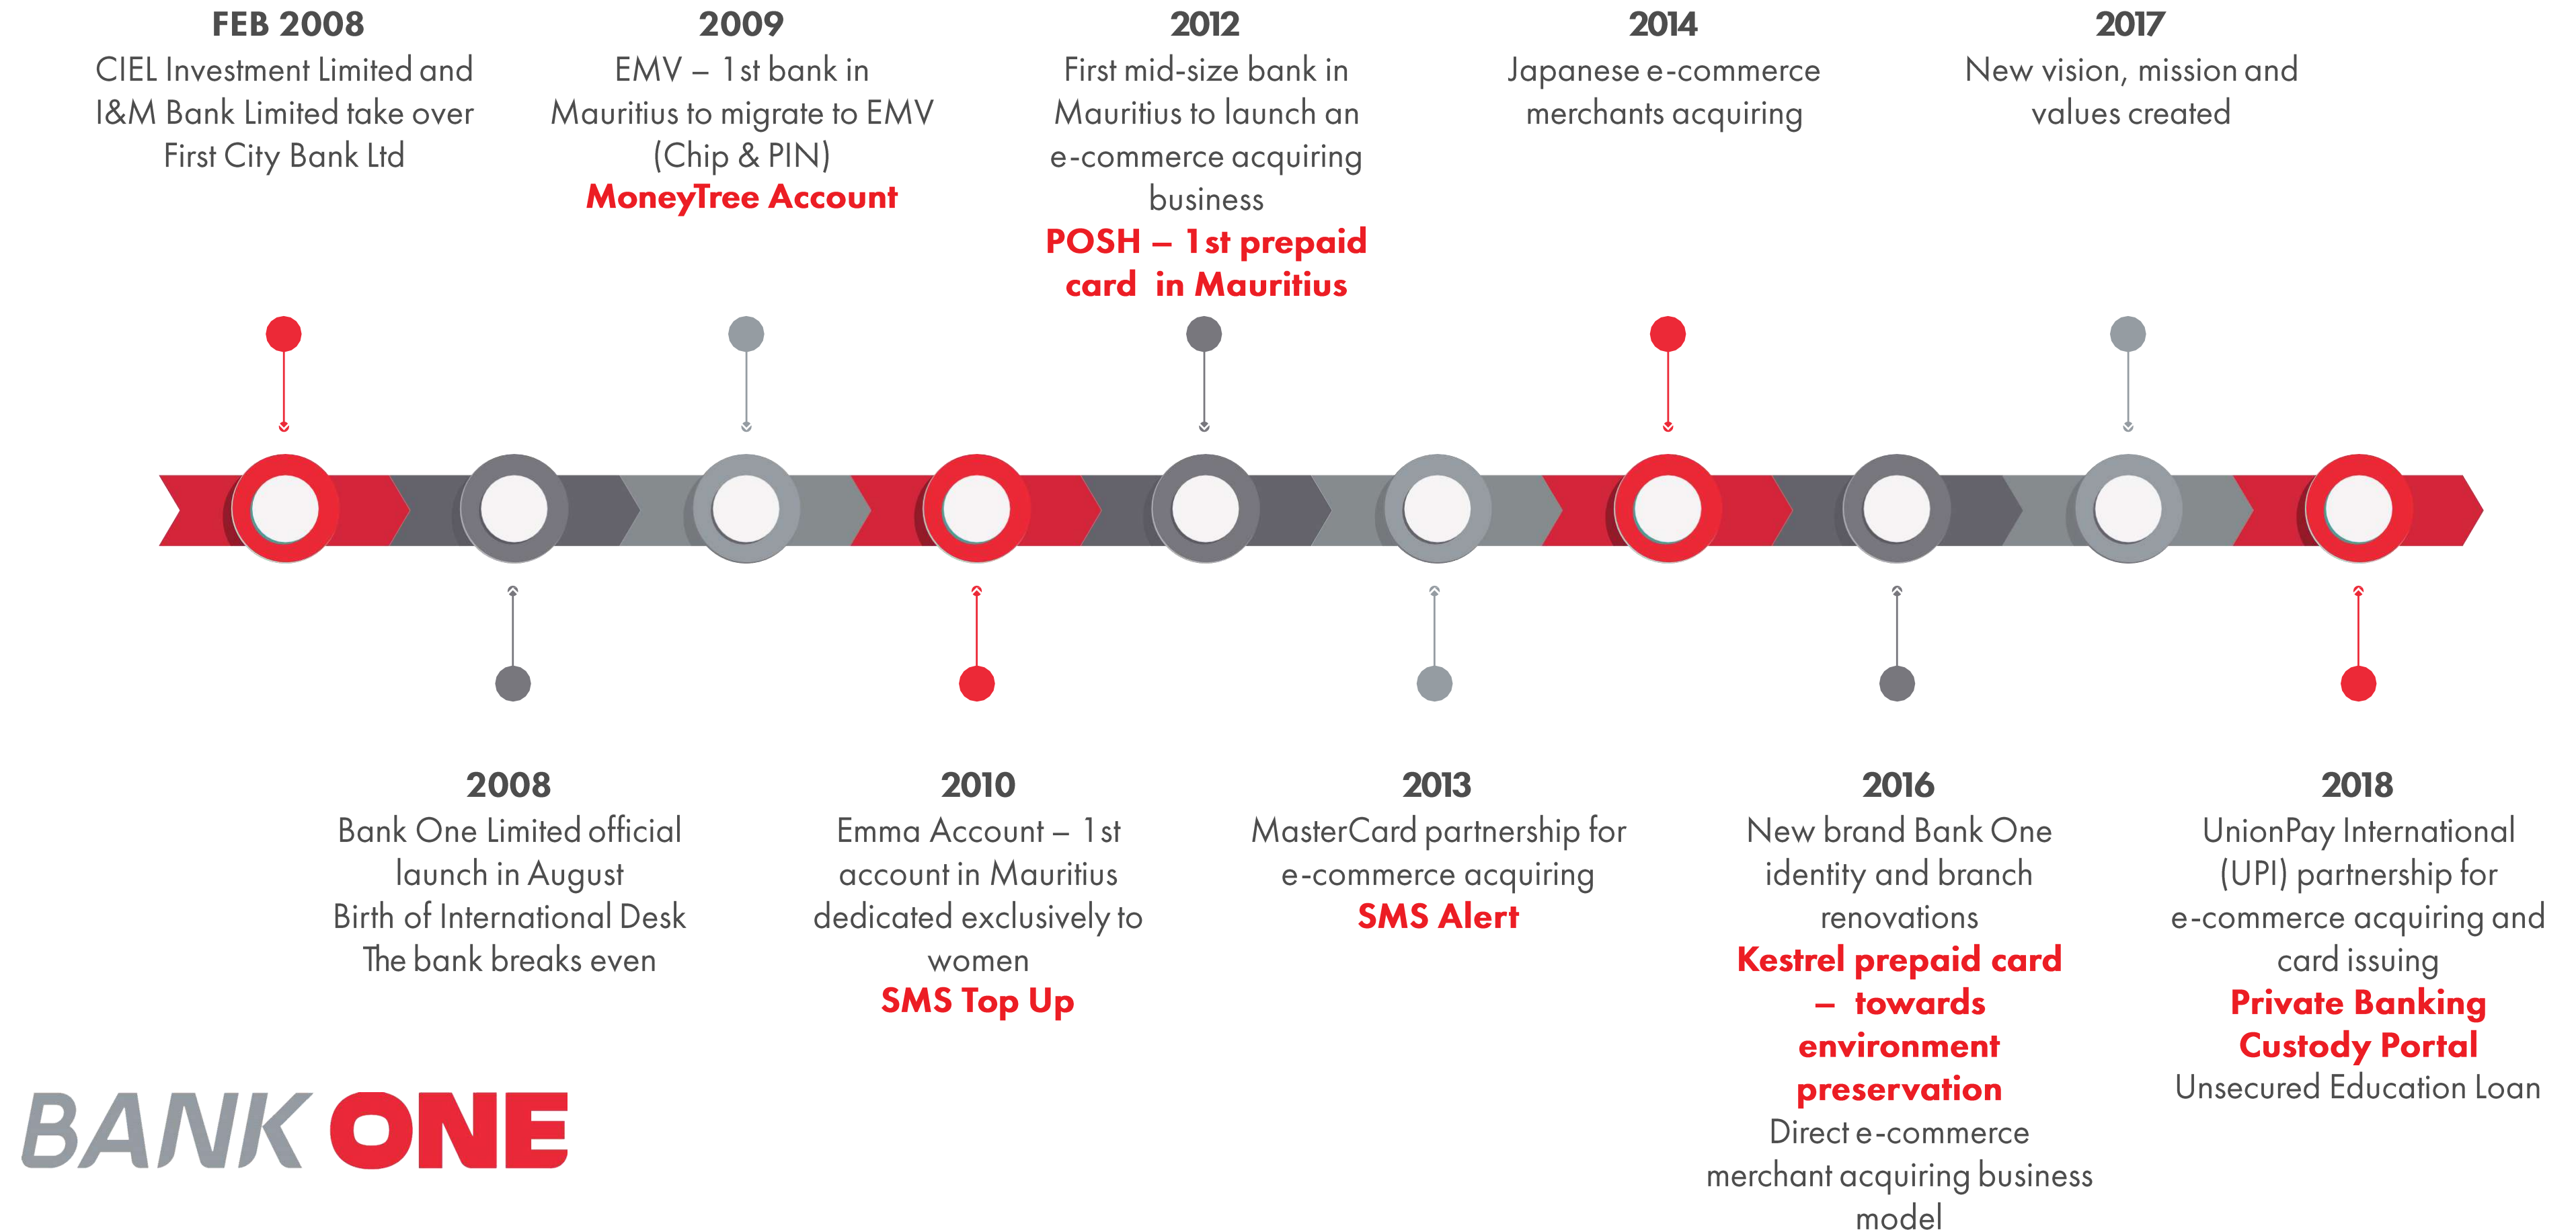 FEB 2008
CIEL Investment Limited and
I&M Bank Limited take over
First City Bank Ltd
2009
EMV – 1st bank in
Mauritius to migrate to EMV
(Chip & PIN)
MoneyTree Account
2012
First mid-size bank in
Mauritius to launch an
e-commerce acquiring
business
POSH – 1st prepaid
card in Mauritius
2014
Japanese e-commerce
merchants acquiring
2017
New vision, mission and
values created
2008
Bank One Limited official
launch in August
Birth of International Desk
The bank breaks even
2010
Emma Account – 1st
account in Mauritius
dedicated exclusively to
women
SMS Top Up
2013
MasterCard partnership for
e-commerce acquiring
SMS Alert
2016
New brand Bank One
identity and branch
renovations
Kestrel prepaid card
– towards
environment
preservation
Direct e-commerce
merchant acquiring business
model
2018
UnionPay International
(UPI) partnership for
e-commerce acquiring and
card issuing
Private Banking
Custody Portal
Unsecured Education Loan
BANK ONE